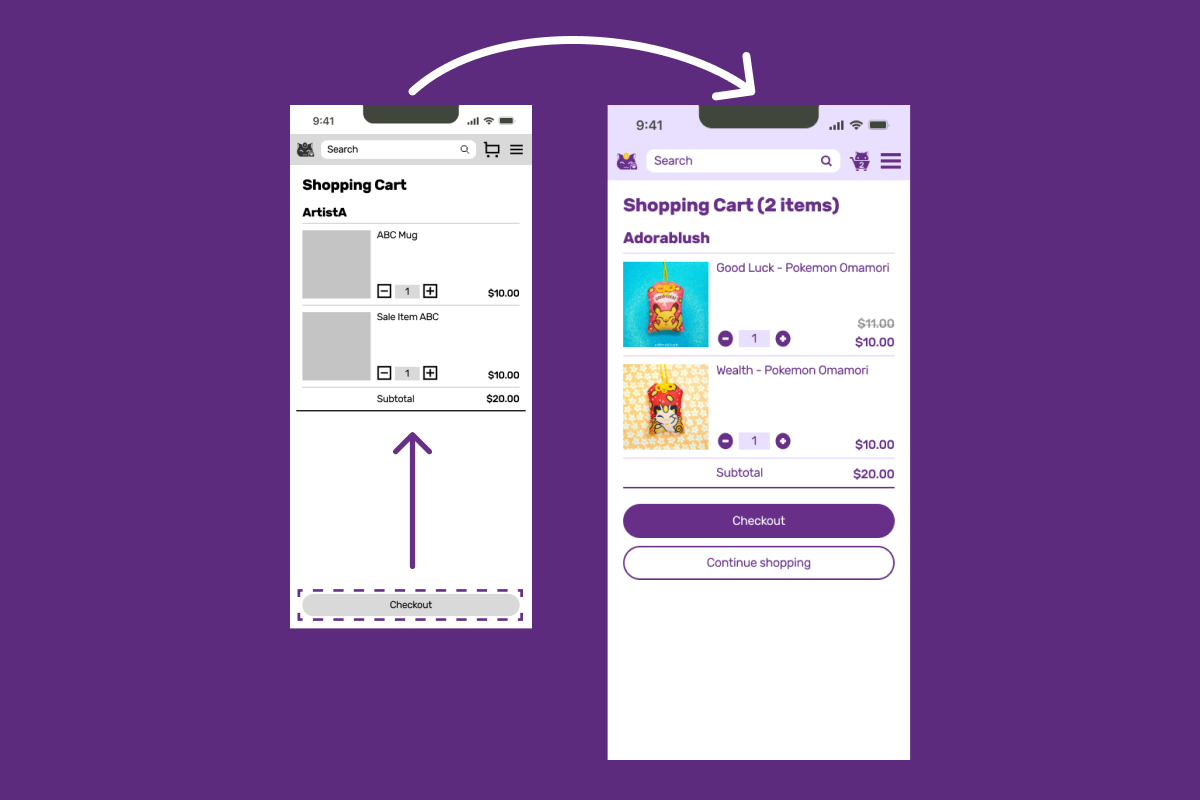 9:41
Search
Shopping Cart
ArtistA
ABC Mug
1
$10.00
Sale Item ABC
1
$10.00
Subtotal
$20.00
Checkout
9:41
Search
2
Shopping Cart (2 items)
Adorablush
Good Luck - Pokemon Omamori
$11.00
1
$10.00
Wealth - Pokemon Omamori
1
$10.00
Subtotal
$20.00
Checkout
Continue shopping